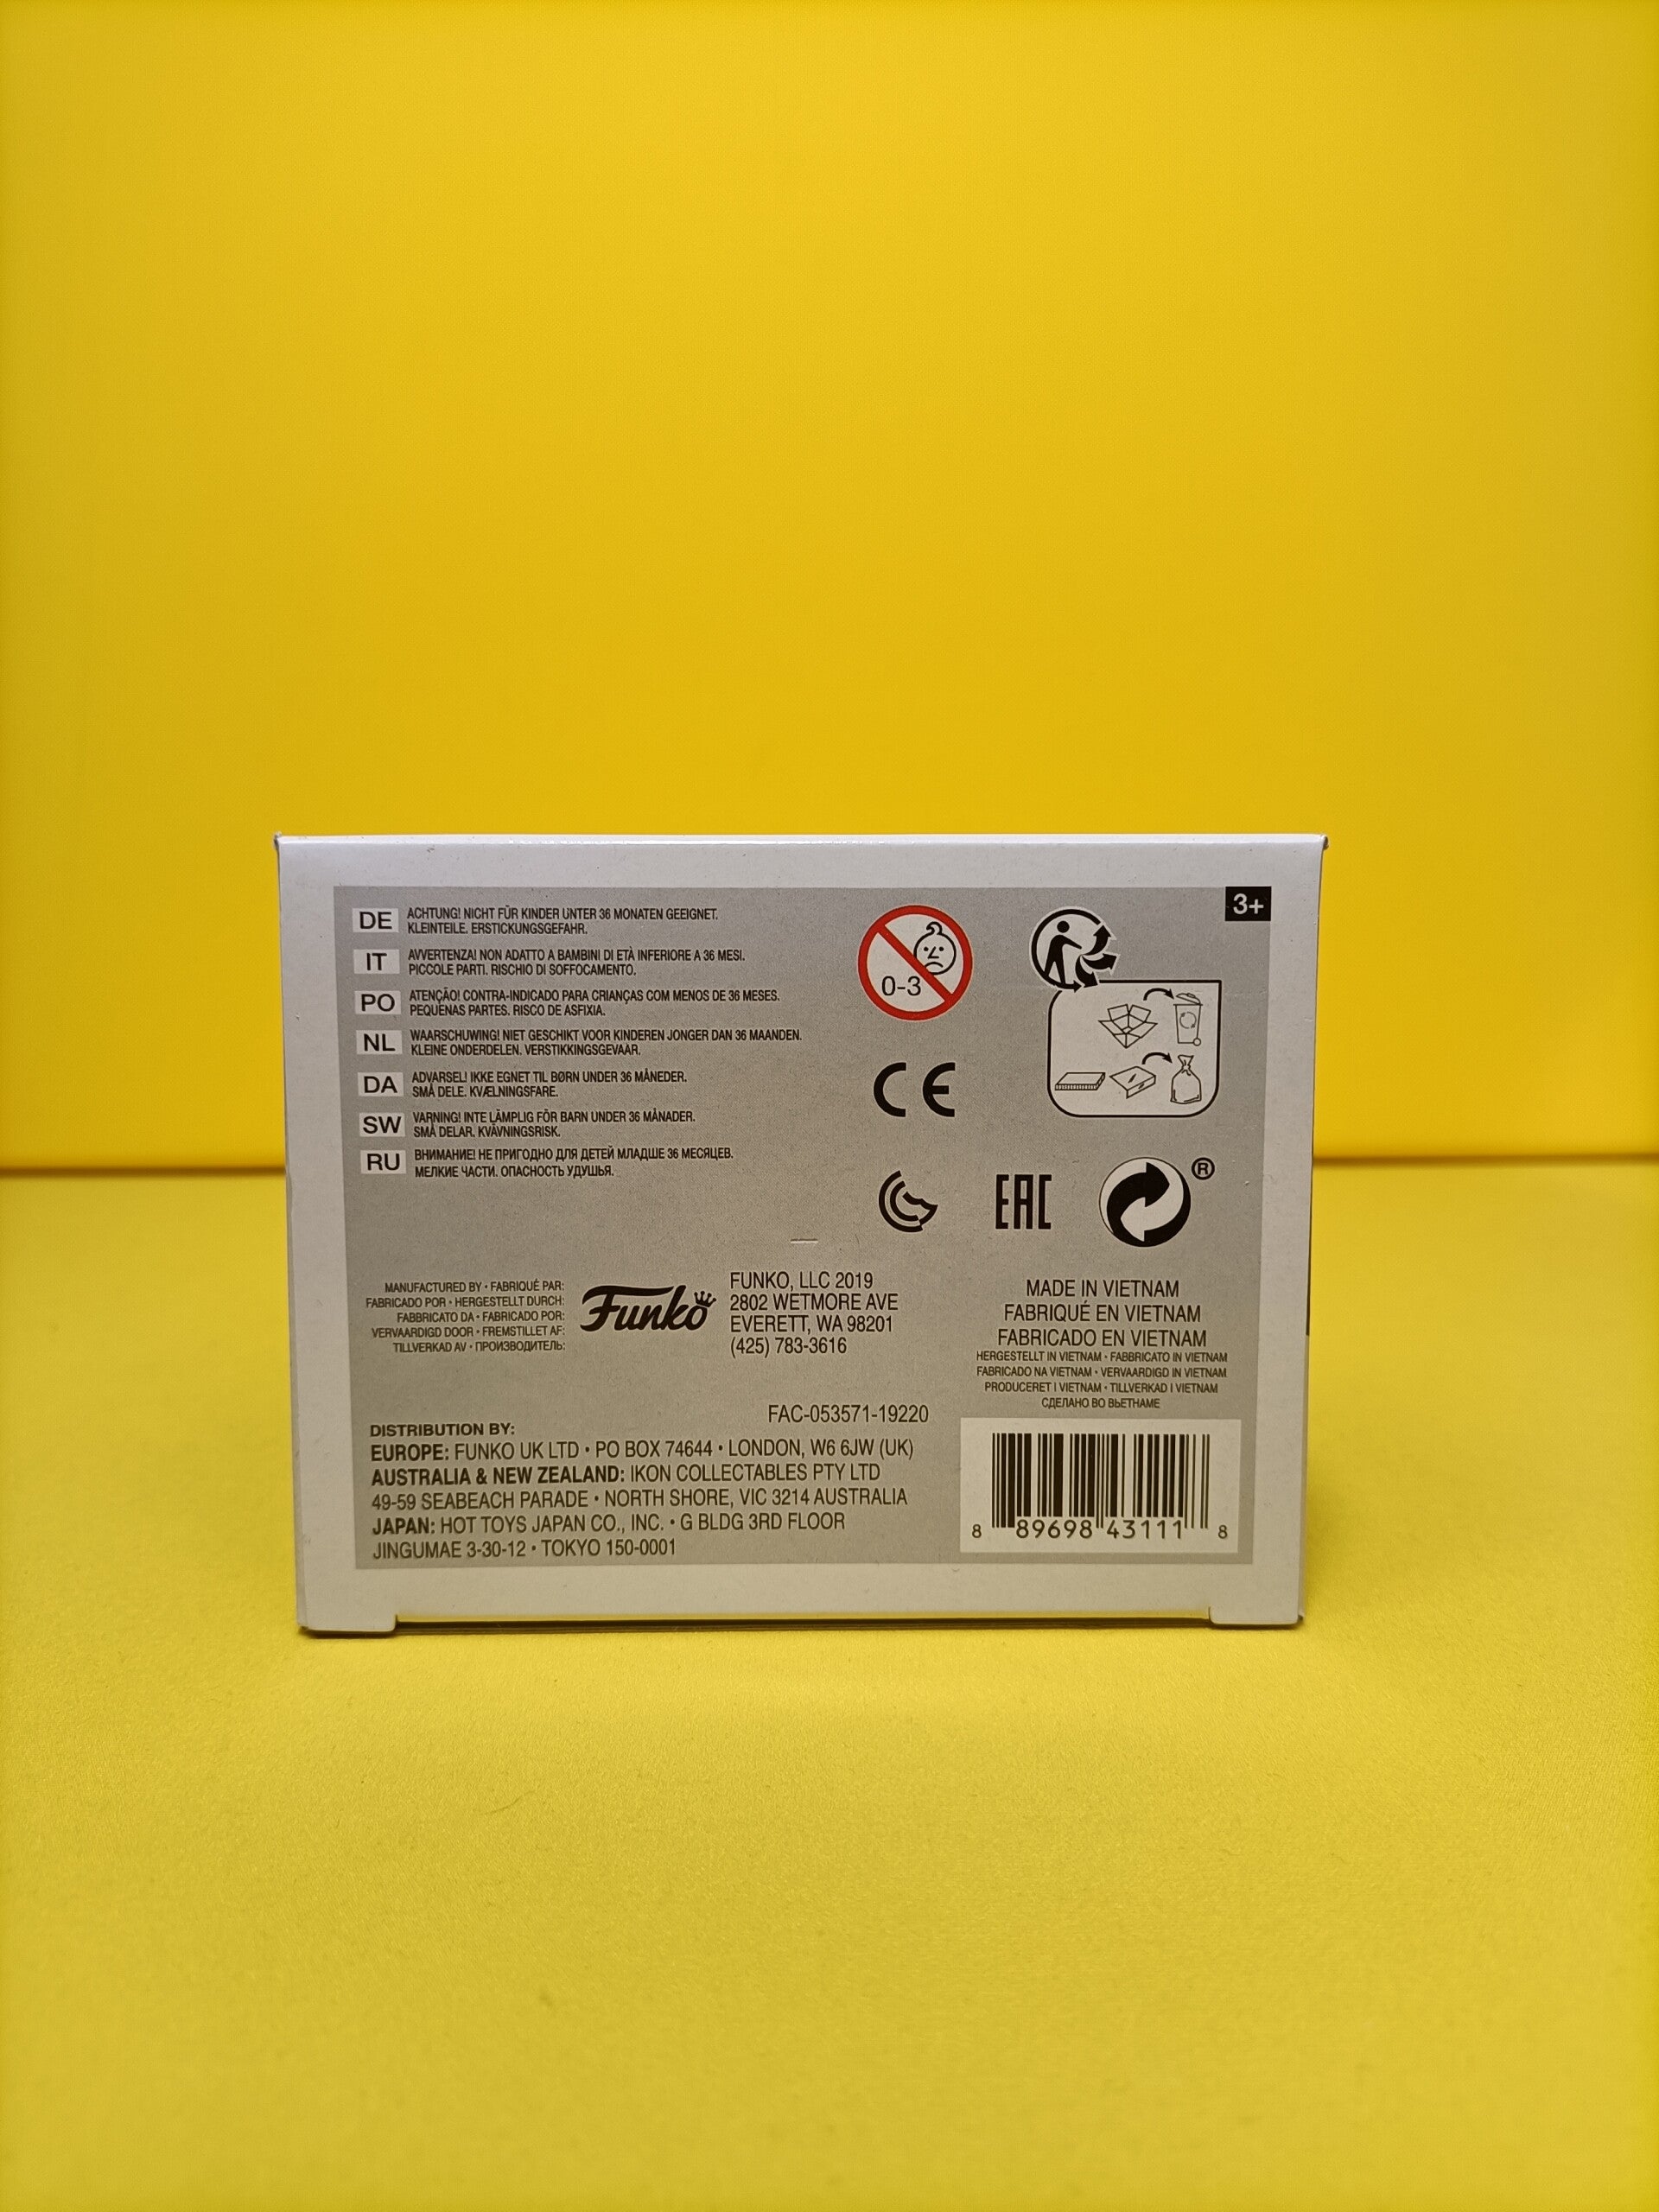 3+
DE
ACHTUNG! NICHT FÜR KINDER UNTER 36 MONATEN GEEIGNET.
KLEINTEILE. ERSTICKUNGSGEFAHR.
IT
AVVERTENZA! NON ADATTO A BAMBINI DI ETÀ INFERIORE A 36 MESI.
PICCOLE PARTI. RISCHIO DI SOFFOCAMENTO.
PO
ATENÇÃO! CONTRA-INDICADO PARA CRIANÇAS COM MENOS DE 36 MESES.
PEQUENAS PARTES. RISCO DE ASFIXIA.
NL
WAARSCHUWING! NIET GESCHIKT VOOR KINDEREN JONGER DAN 36 MAANDEN.
KLEINE ONDERDELEN. VERSTIKKINGSGEVAAR.
DA
ADVARSEL! IKKE EGNET TIL BØRN UNDER 36 MÅNEDER.
SMÅ DELE. KVÆLNINGSFARE.
SW
VARNING! INTE LÄMPLIG FÖR BARN UNDER 36 MÅNADER.
SMÅ DELAR. KVÄVNINGSRISK.
RU
ВНИМАНИЕ! НЕ ПРИГОДНО ДЛЯ ДЕТЕЙ МЛАДШЕ 36 МЕСЯЦЕВ.
МЕЛКИЕ ЧАСТИ. ОПАСНОСТЬ УДУШЬЯ.
0-3
CE
EAC
®
MANUFACTURED BY • FABRIQUÉ PAR:
FABRICADO POR • HERGESTELLT DURCH:
FABBRICATO DA • FABRICADO POR:
VERVAARDIGD DOOR • FREMSTILLET AF:
TILLVERKAD AV • ПРОИЗВОДИТЕЛЬ:
Funko
FUNKO, LLC 2019
2802 WETMORE AVE
EVERETT, WA 98201
(425) 783-3616
MADE IN VIETNAM
FABRIQUÉ EN VIETNAM
FABRICADO EN VIETNAM
HERGESTELLT IN VIETNAM • FABBRICATO IN VIETNAM
FABRICADO NA VIETNAM • VERVAARDIGD IN VIETNAM
PRODUCERET I VIETNAM • TILLVERKAD I VIETNAM
СДЕЛАНО ВО ВЬЕТНАМЕ
FAC-053571-19220
DISTRIBUTION BY:
EUROPE: FUNKO UK LTD • PO BOX 74644 • LONDON, W6 6JW (UK)
AUSTRALIA & NEW ZEALAND: IKON COLLECTABLES PTY LTD
49-59 SEABEACH PARADE • NORTH SHORE, VIC 3214 AUSTRALIA
JAPAN: HOT TOYS JAPAN CO., INC. • G BLDG 3RD FLOOR
JINGUMAE 3-30-12 • TOKYO 150-0001
8 89698 43111 8